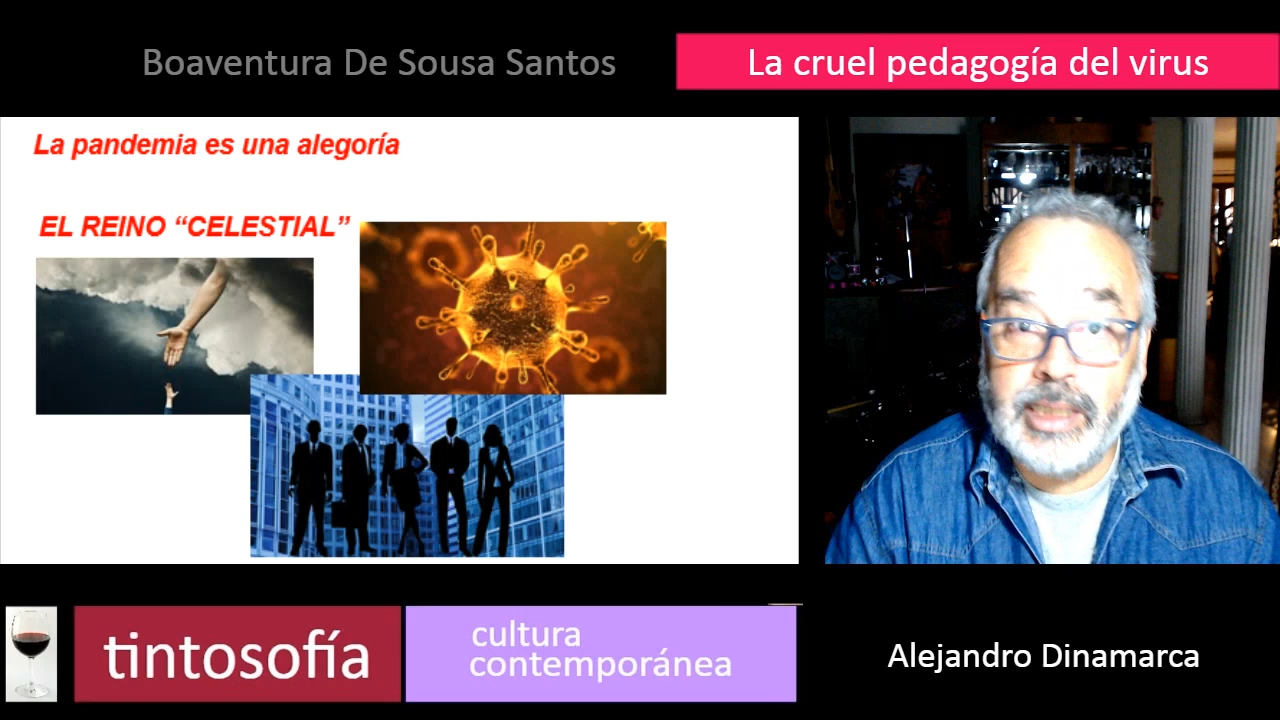 Boaventura De Sousa Santos
La cruel pedagogía del virus
La pandemia es una alegoría
EL REINO “CELESTIAL”
tintosofía
cultura
contemporánea
Alejandro Dinamarca